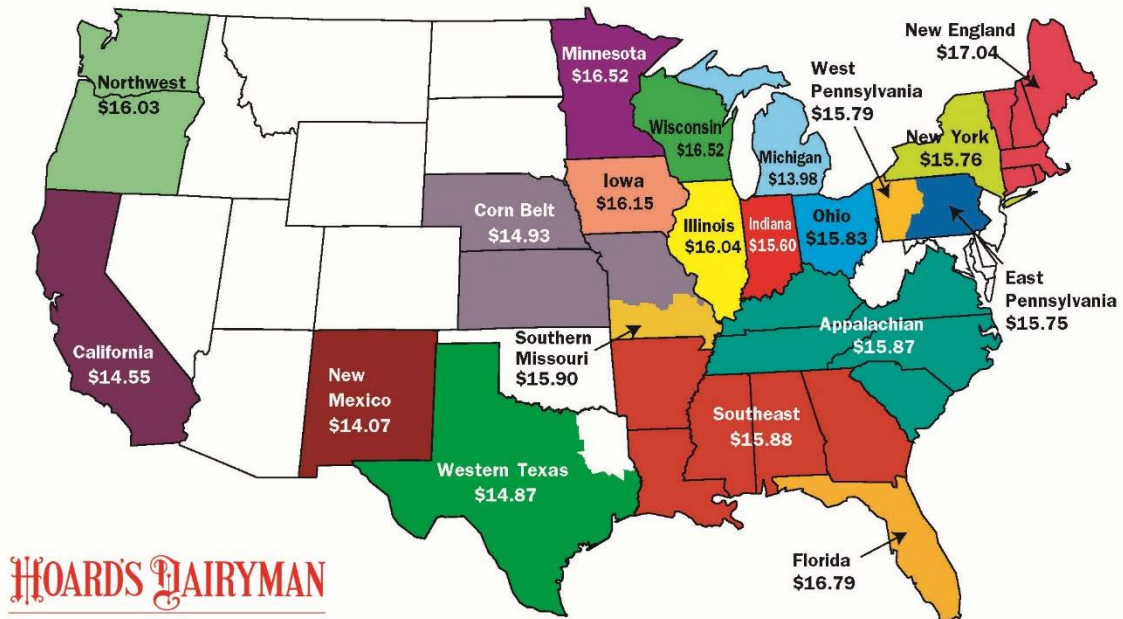 New England
$17.04
Minnesota
$16.52
West
Pennsylvania
$15.79
Northwest
$16.03
Wisconsin
$16.52
New York
$15.76
Michigan
$13.98
Iowa
$16.15
Corn Belt
$14.93
Illinois
$16.04
Indiana
$15.60
Ohio
$15.83
East
Pennsylvania
$15.75
Appalachian
$15.87
Southern
Missouri
$15.90
California
$14.55
New
Mexico
$14.07
Southeast
$15.88
Western Texas
$14.87
Florida
$16.79
HOARD'S DAIRYMAN